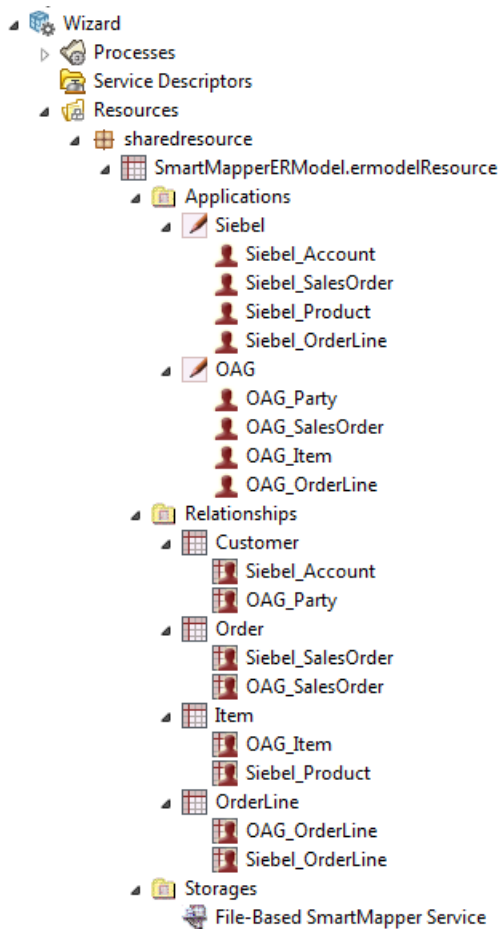 Wizard
Processes
Service Descriptors
Resources
sharedresource
SmartMapperERModel.ermodelResource
Applications
Siebel
Siebel_Account
Siebel_SalesOrder
Siebel_Product
Siebel_OrderLine
OAG
OAG_Party
OAG_SalesOrder
OAG_Item
OAG_OrderLine
Relationships
Customer
Siebel_Account
OAG_Party
Order
Siebel_SalesOrder
OAG_SalesOrder
Item
OAG_Item
Siebel_Product
OrderLine
OAG_OrderLine
Siebel_OrderLine
Storages
File-Based SmartMapper Service